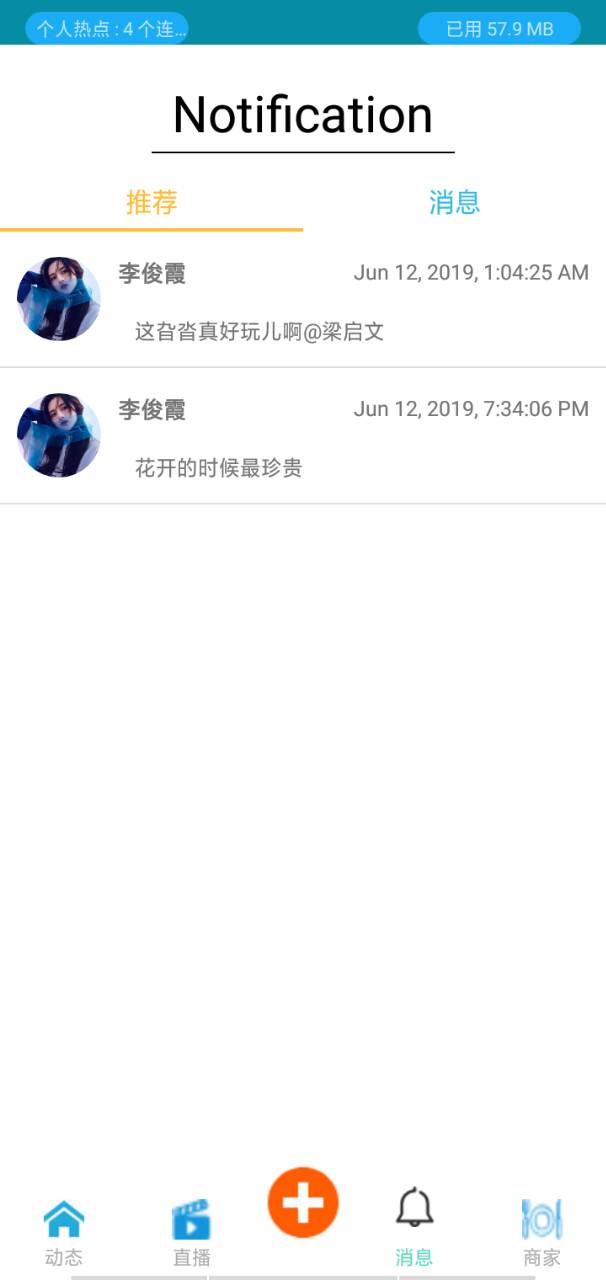 个人热点 : 4 个连... 已用 57.9 MB
Notification
推荐 消息
李俊霞 Jun 12, 2019, 1:04:25 AM
这旮沓真好玩儿啊@梁启文
李俊霞 Jun 12, 2019, 7:34:06 PM
花开的时候最珍贵
动态 直播 消息 商家